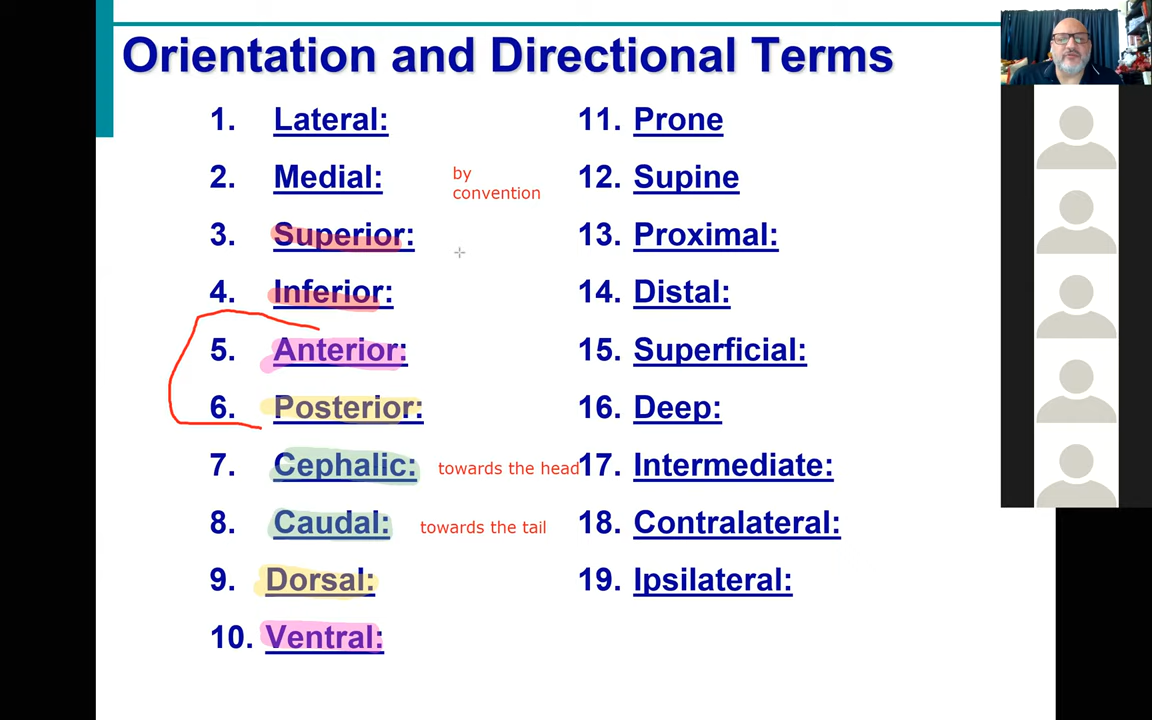 Orientation and Directional Terms
1. Lateral:
2. Medial:
by
convention
3. Superior:
4. Inferior:
5. Anterior:
6. Posterior:
7. Cephalic: towards the head
8. Caudal: towards the tail
9. Dorsal:
10. Ventral:
11. Prone
12. Supine
13. Proximal:
14. Distal:
15. Superficial:
16. Deep:
17. Intermediate:
18. Contralateral:
19. Ipsilateral: